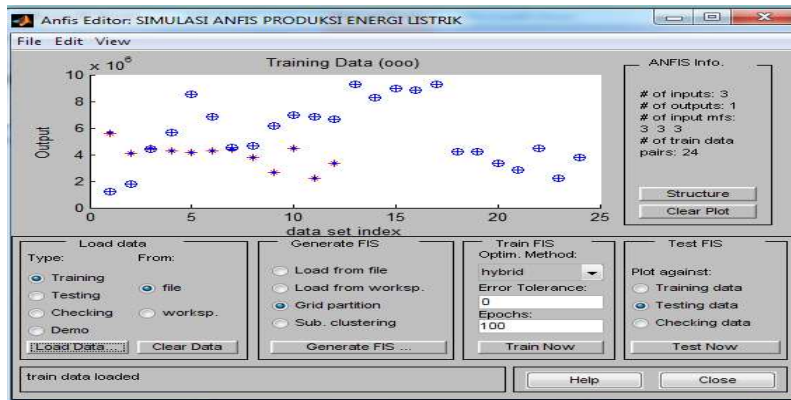 Anfis Editor: SIMULASI ANFIS PRODUKSI ENERGI LISTRIK
File Edit View
x 10^6
Training Data (ooo)
10
8
6
4
2
0
Output
0 5 10 15 20 25
data set index
ANFIS Info.
# of inputs: 3
# of outputs: 1
# of input mfs:
3 3 3
# of train data
pairs: 24
Structure
Clear Plot
Load data
Type: From:
Training
Testing
Checking
Demo
file
worksp.
Load Data...
Clear Data
Generate FIS
Load from file
Load from worksp.
Grid partition
Sub. clustering
Generate FIS ...
Train FIS
Optim. Method:
hybrid
Error Tolerance:
0
Epochs:
100
Train Now
Test FIS
Plot against:
Training data
Testing data
Checking data
Test Now
train data loaded
Help
Close